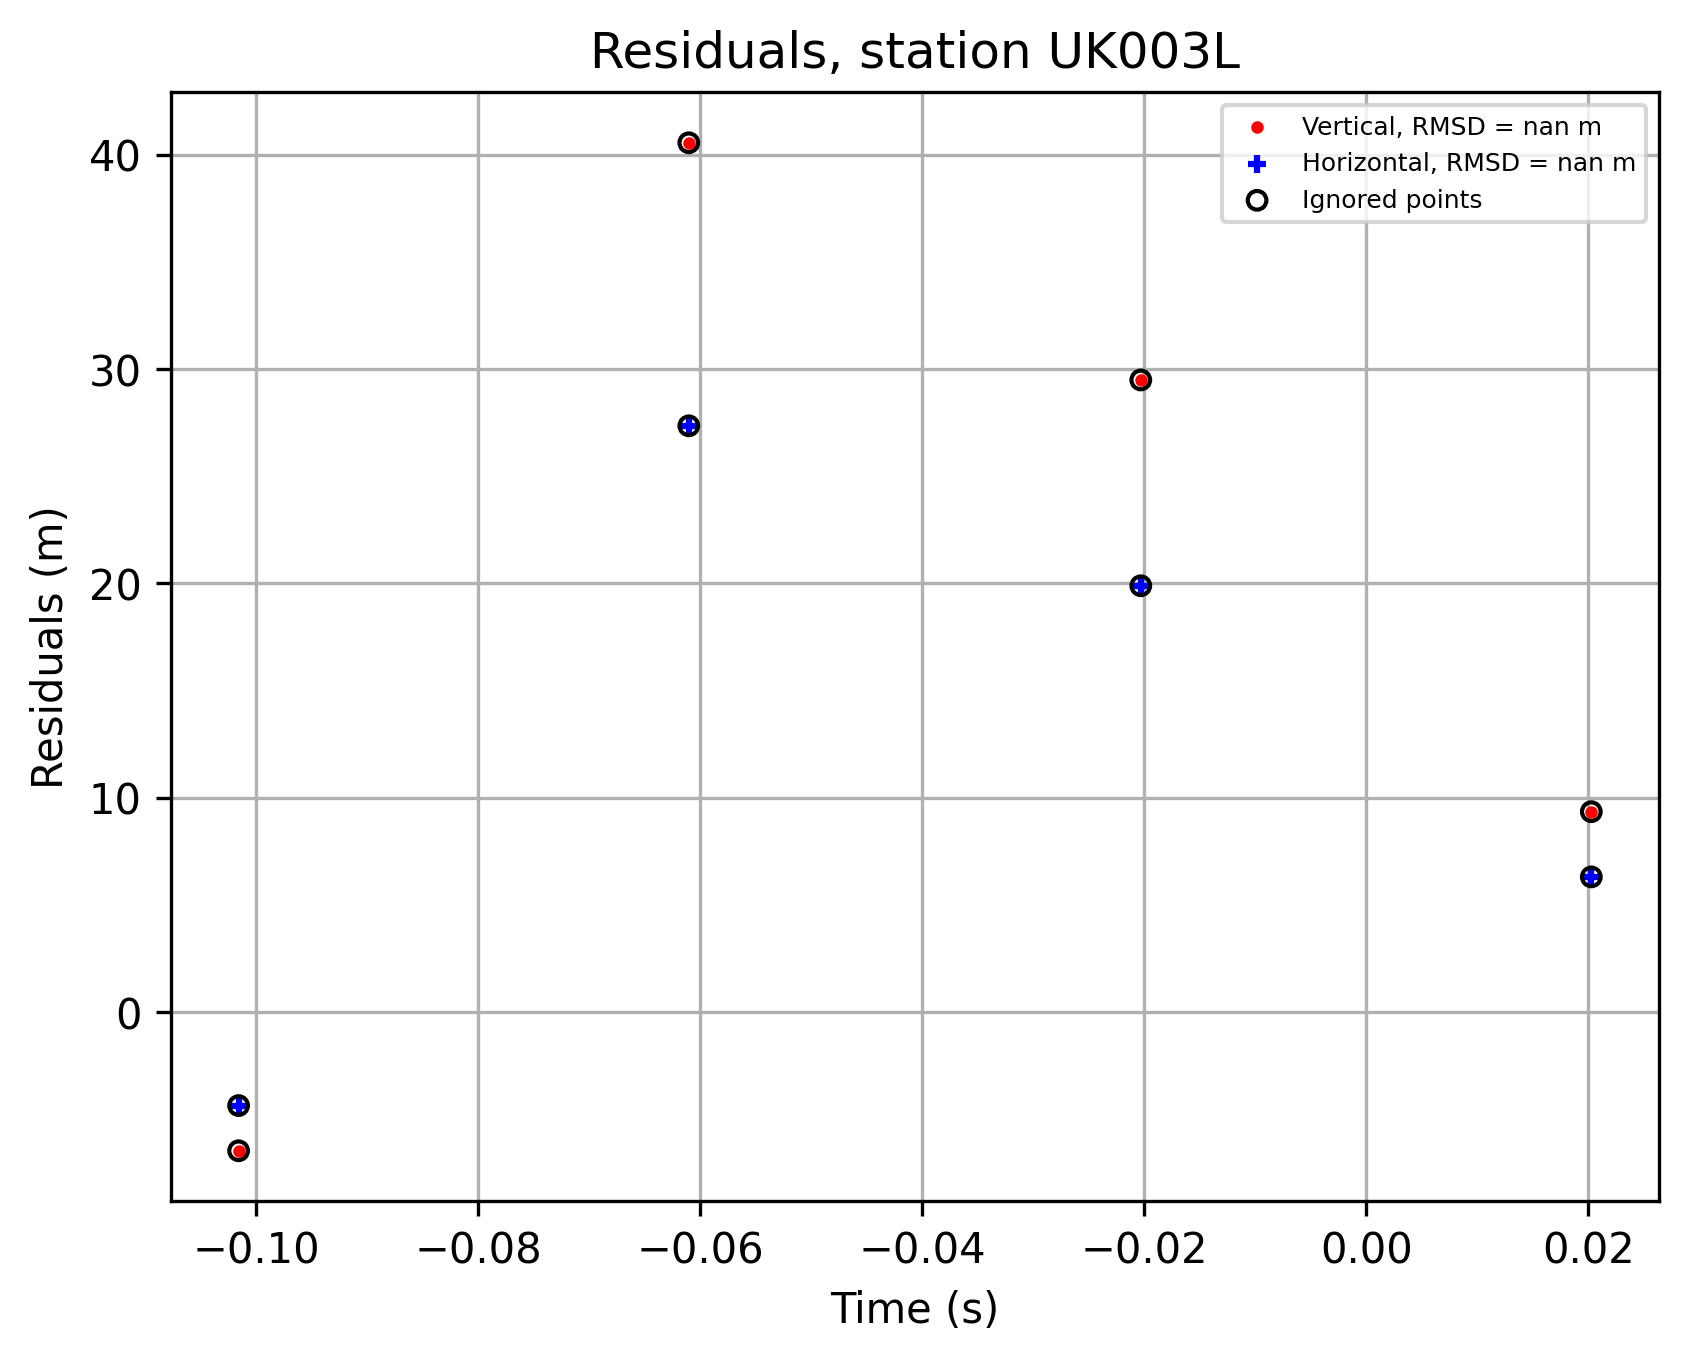 Residuals, station UK003L
Vertical, RMSD = nan m
Horizontal, RMSD = nan m
Ignored points
40
30
20
10
0
Residuals (m)
−0.10 −0.08 −0.06 −0.04 −0.02 0.00 0.02
Time (s)